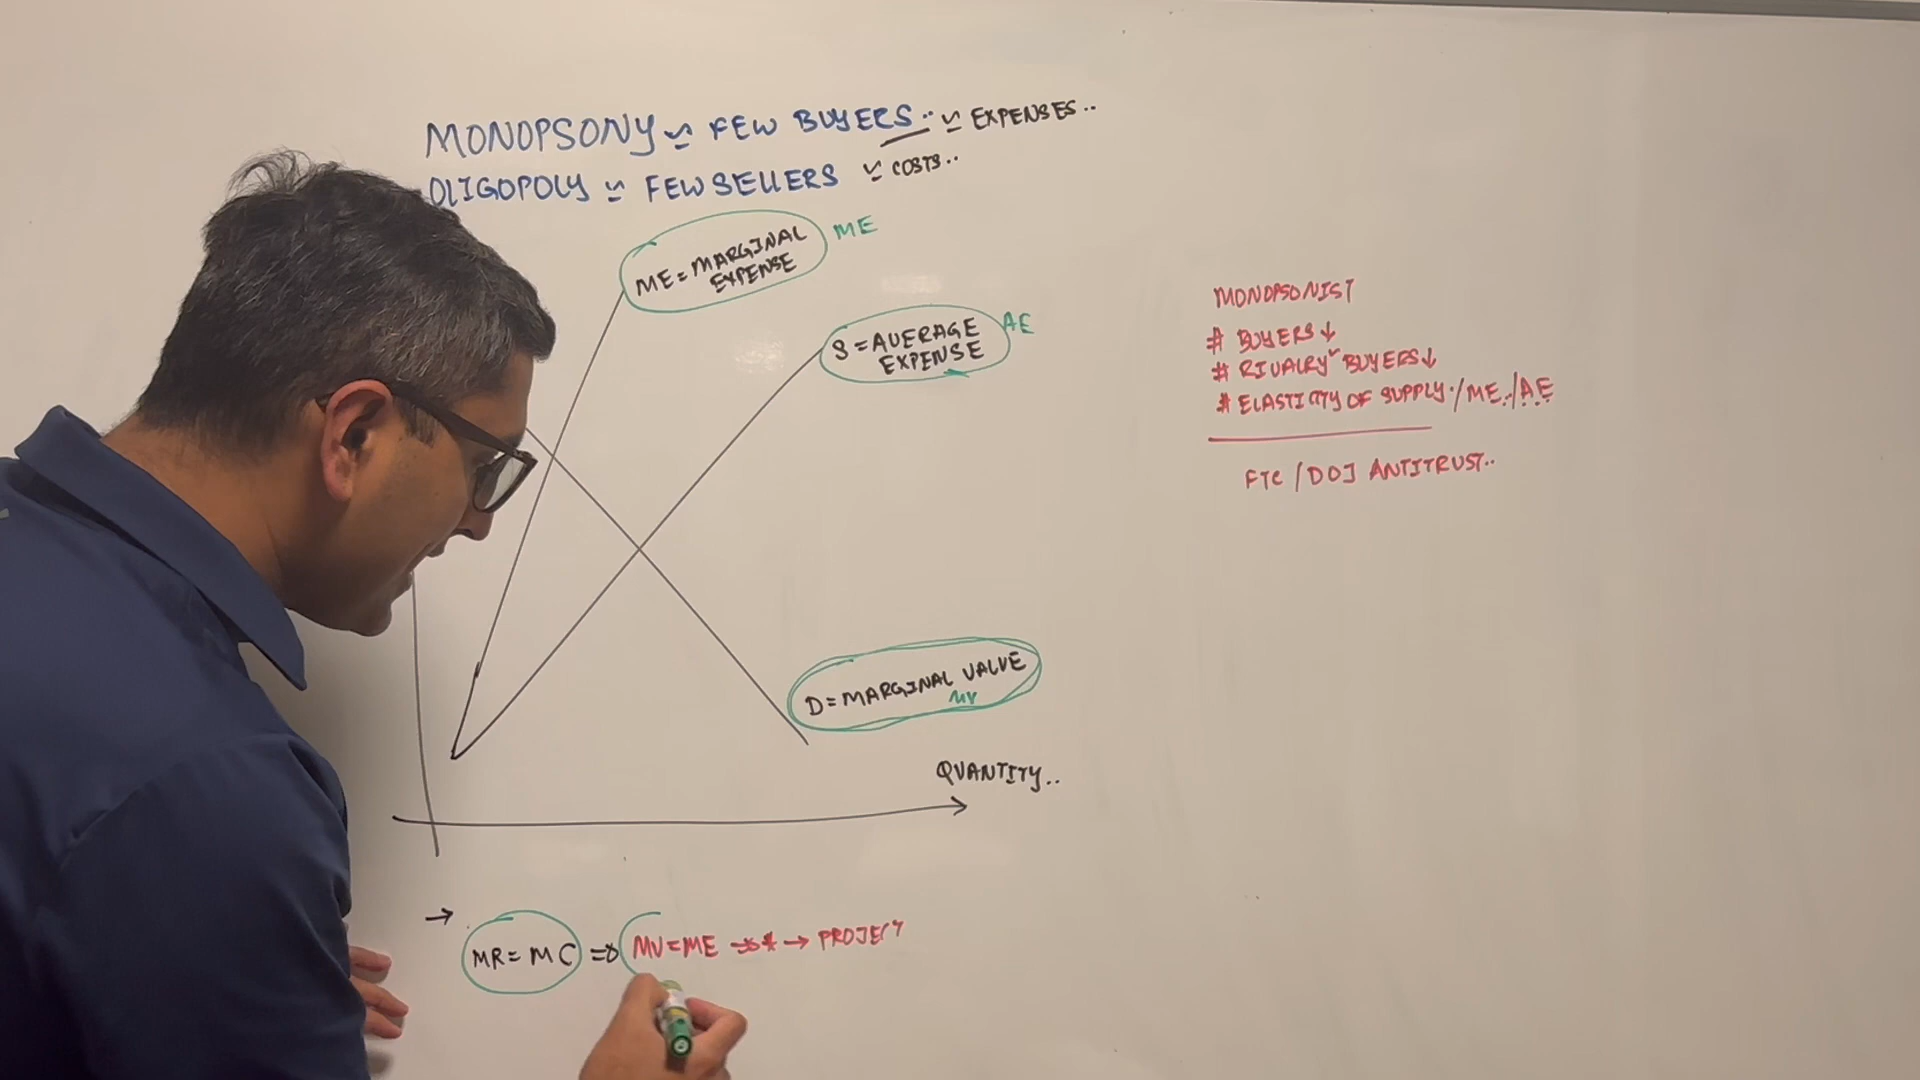 MONOPSONY ≌ FEW BUYERS.. ≌ EXPENSES..
OLIGOPOLY ≌ FEW SELLERS ≌ COSTS..
ME = MARGINAL
EXPENSE
ME
S = AVERAGE
EXPENSE
AE
D = MARGINAL VALUE
MV
QUANTITY..
→
MR = MC ⇒ MV = ME → * → PROJECT
MONOPSONIST
# BUYERS ↓
# RIVALRY ˇ BUYERS ↓
# ELASTICITY OF SUPPLY. / ME. / AE
FTC / DOJ ANTITRUST..